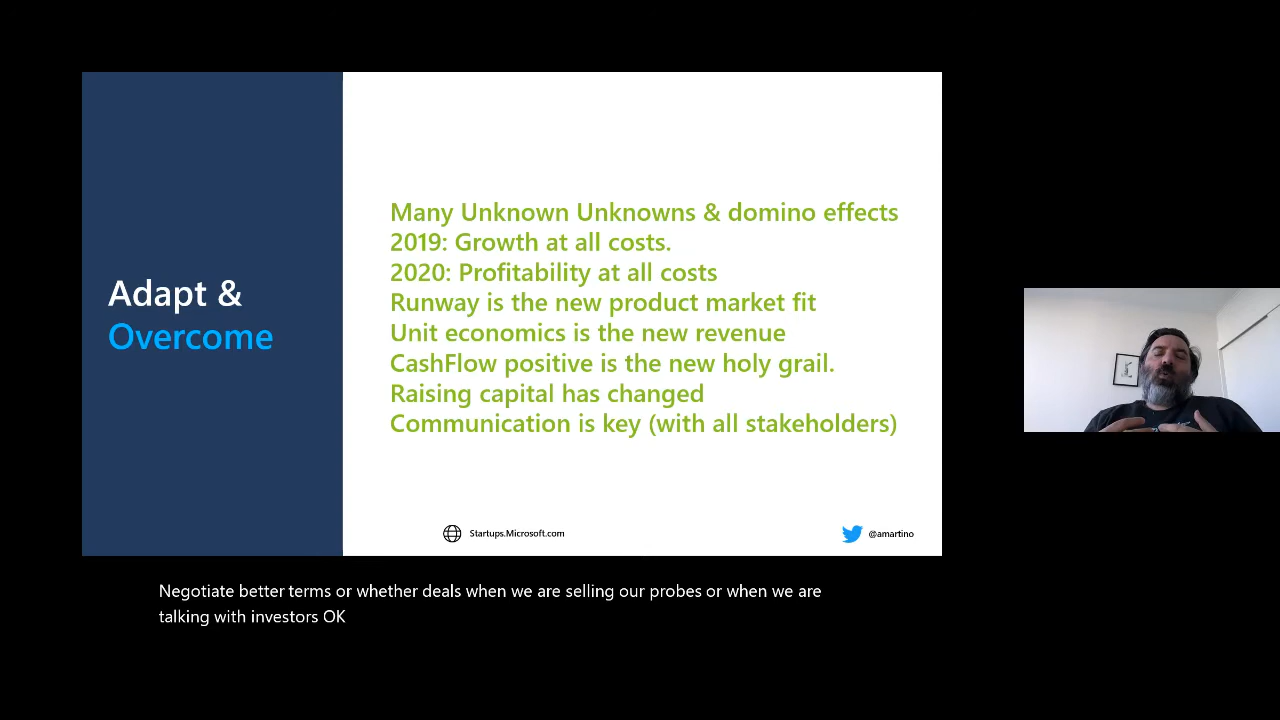 Adapt &
Overcome
Many Unknown Unknowns & domino effects
2019: Growth at all costs.
2020: Profitability at all costs
Runway is the new product market fit
Unit economics is the new revenue
CashFlow positive is the new holy grail.
Raising capital has changed
Communication is key (with all stakeholders)
Startups.Microsoft.com
@amartino
Negotiate better terms or whether deals when we are selling our probes or when we are
talking with investors OK